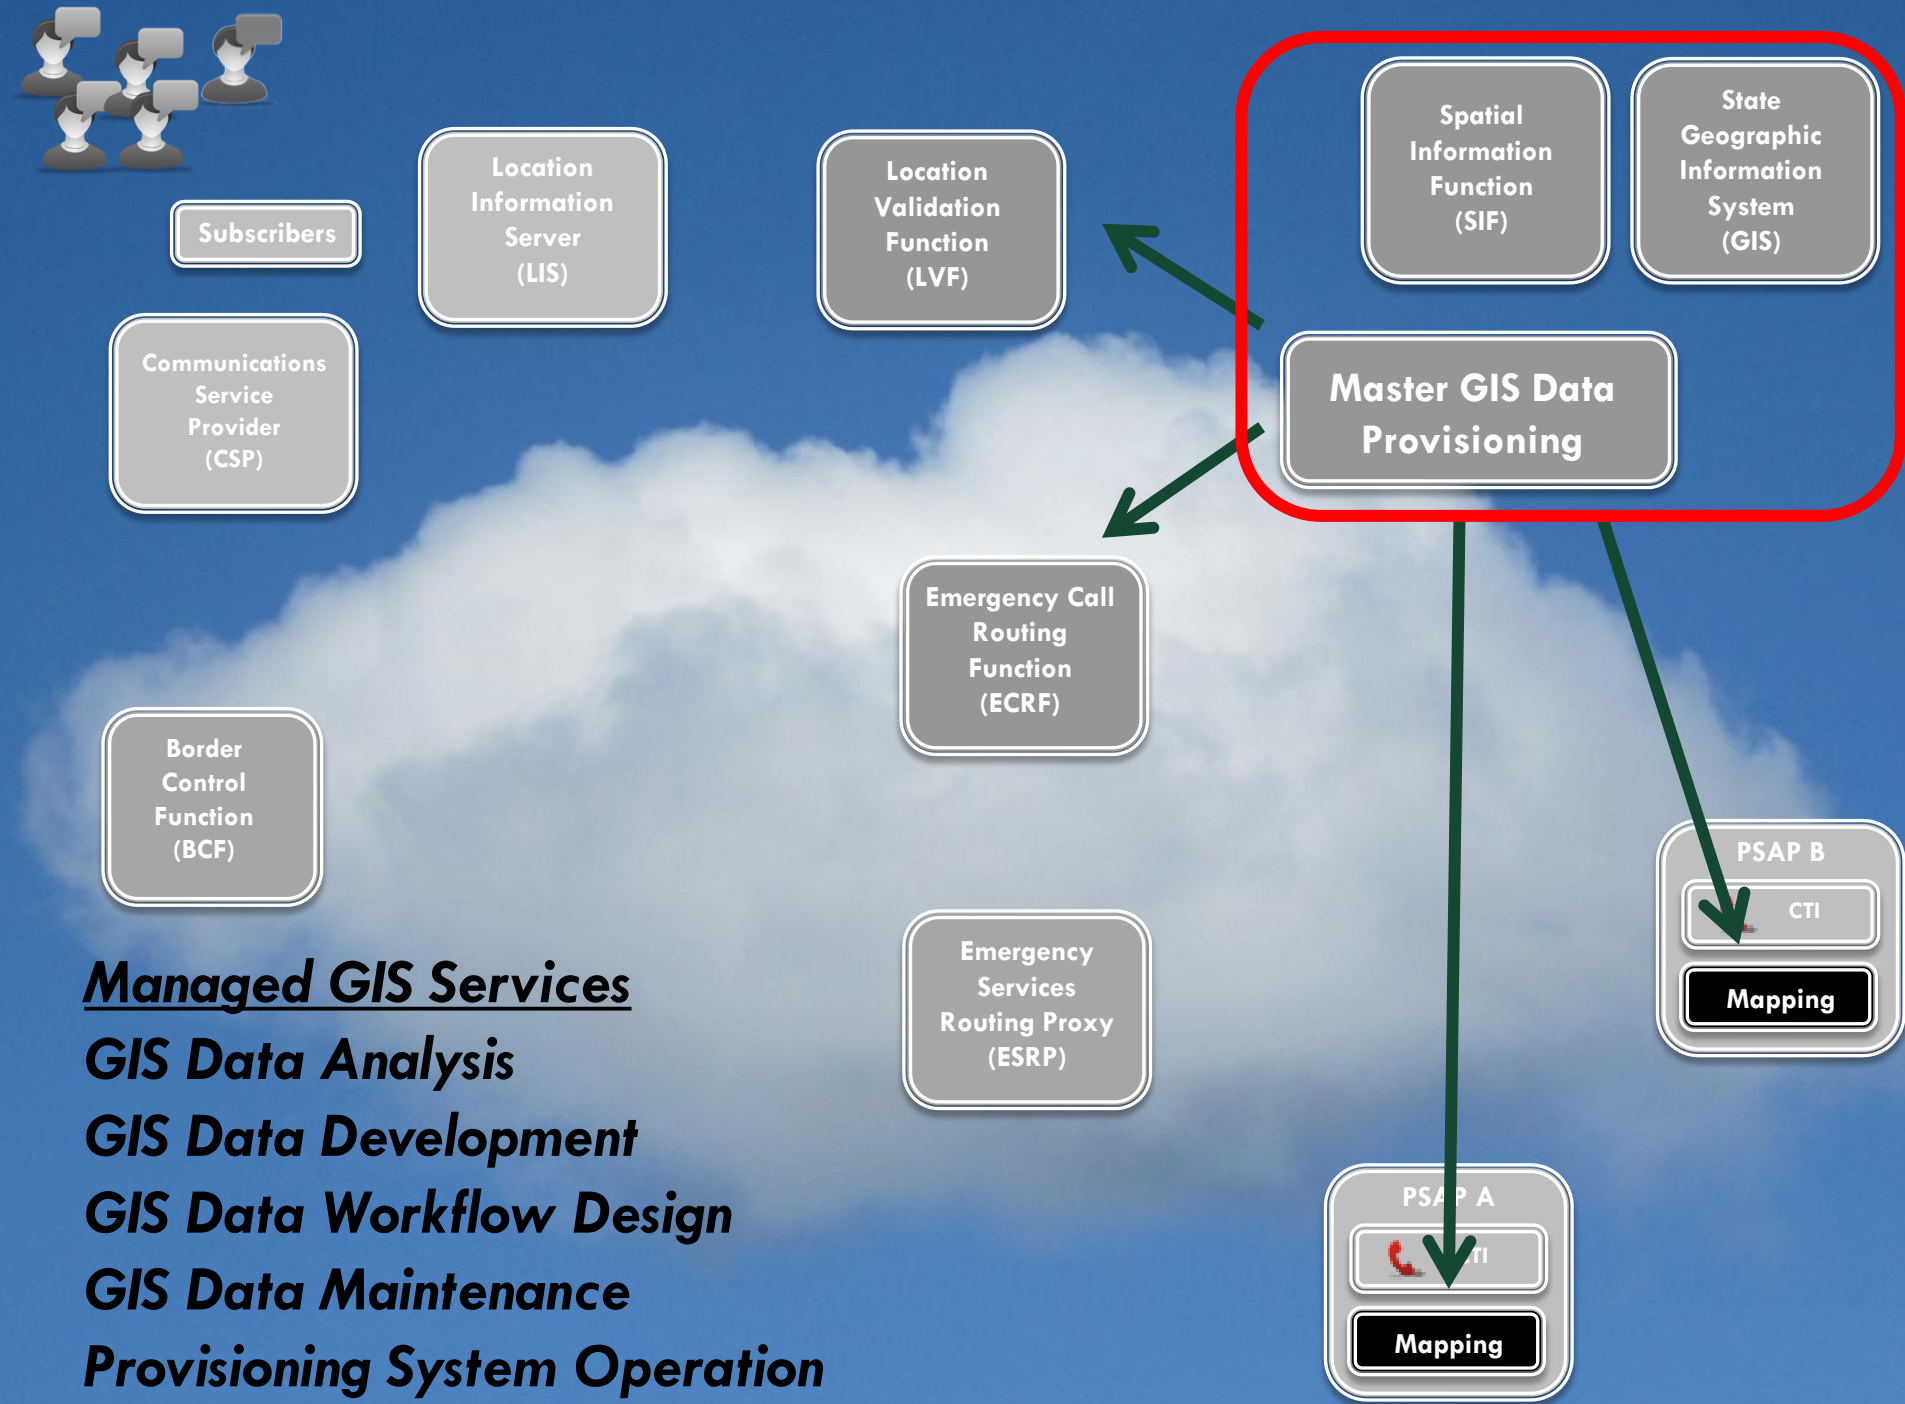 Subscribers
Communications
Service
Provider
(CSP)
Location
Information
Server
(LIS)
Location
Validation
Function
(LVF)
Spatial
Information
Function
(SIF)
State
Geographic
Information
System
(GIS)
Master GIS Data
Provisioning
Emergency Call
Routing
Function
(ECRF)
Border
Control
Function
(BCF)
Emergency
Services
Routing Proxy
(ESRP)
PSAP B
CTI
Mapping
PSAP A
CTI
Mapping
Managed GIS Services
GIS Data Analysis
GIS Data Development
GIS Data Workflow Design
GIS Data Maintenance
Provisioning System Operation